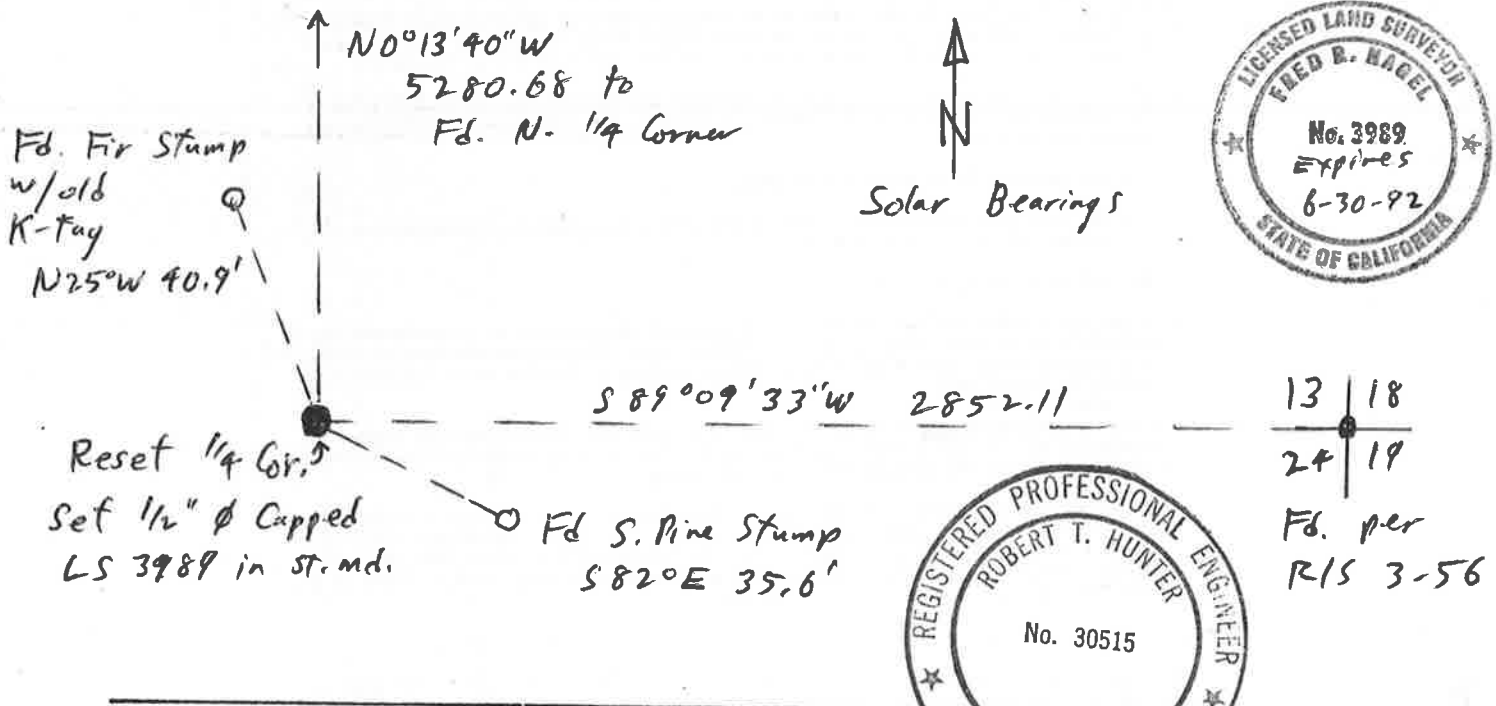 N0°13'40"W
5280.68 to
Fd. N. 1/4 Corner
Fd. Fir Stump
w/old
K-Tag
N25°W 40.9'
N
Solar Bearings
LICENSED LAND SURVEYOR
FRED R. NAGEL
No. 3989
Expires
6-30-92
STATE OF CALIFORNIA
S 89°09'33"W 2852.11
13 18
24 19
Fd. per
R/S 3-56
Reset 1/4 Cor.
Set 1/2" ø Capped
LS 3989 in st. md.
Fd S. Pine Stump
S82°E 35.6'
REGISTERED PROFESSIONAL ENGINEER
ROBERT T. HUNTER
No. 30515